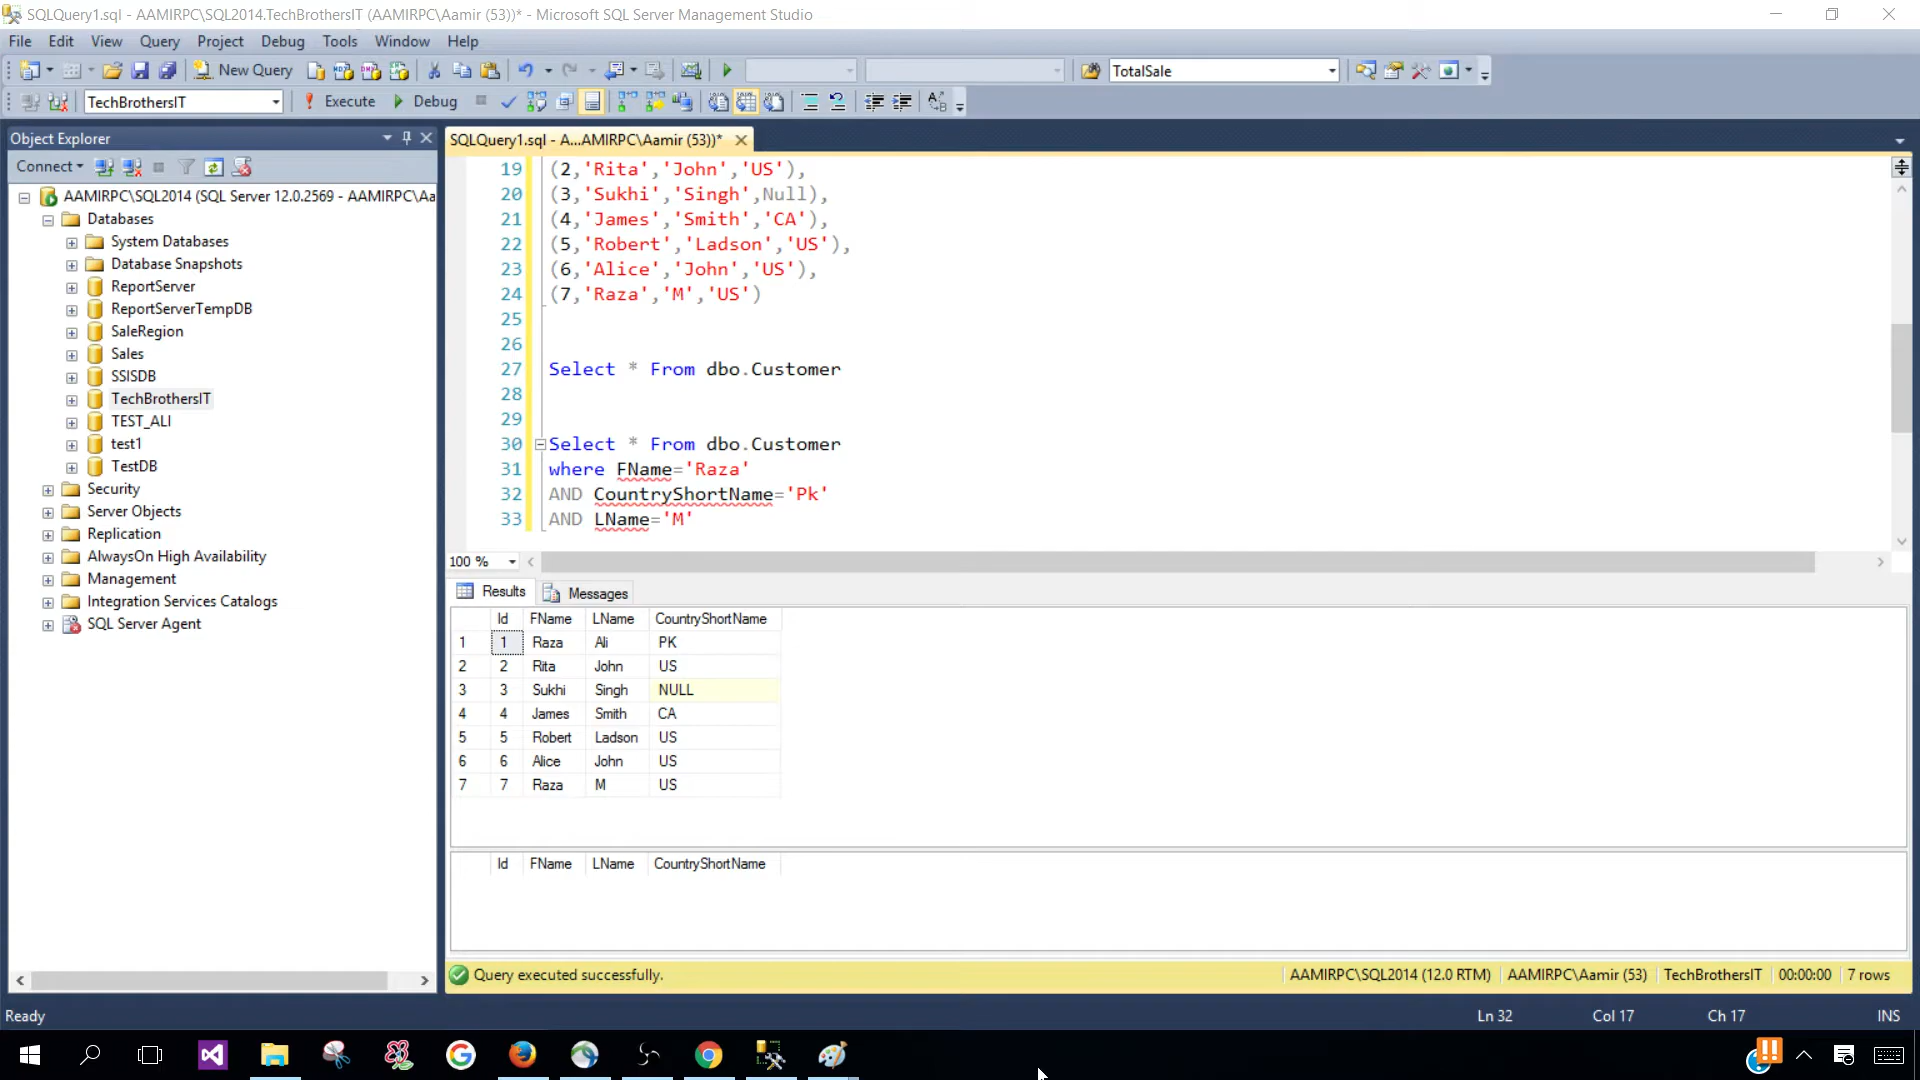 SQLQuery1.sql - AAMIRPC\SQL2014.TechBrothersIT (AAMIRPC\Aamir (53))* - Microsoft SQL Server Management Studio
File Edit View Query Project Debug Tools Window Help
New Query TotalSale
TechBrothersIT Execute Debug
Object Explorer
SQLQuery1.sql - A...AMIRPC\Aamir (53))*
Connect
AAMIRPC\SQL2014 (SQL Server 12.0.2569 - AAMIRPC\Aa
Databases
System Databases
Database Snapshots
ReportServer
ReportServerTempDB
SaleRegion
Sales
SSISDB
TechBrothersIT
TEST_ALI
test1
TestDB
Security
Server Objects
Replication
AlwaysOn High Availability
Management
Integration Services Catalogs
SQL Server Agent
19 (2,'Rita','John','US'),
20 (3,'Sukhi','Singh',Null),
21 (4,'James','Smith','CA'),
22 (5,'Robert','Ladson','US'),
23 (6,'Alice','John','US'),
24 (7,'Raza','M','US')
25
26
27 Select * From dbo.Customer
28
29
30 Select * From dbo.Customer
31 where FName='Raza'
32 AND CountryShortName='Pk'
33 AND LName='M'
100 %
Results Messages
Id FName LName CountryShortName
1 1 Raza Ali PK
2 2 Rita John US
3 3 Sukhi Singh NULL
4 4 James Smith CA
5 5 Robert Ladson US
6 6 Alice John US
7 7 Raza M US
Id FName LName CountryShortName
Query executed successfully. AAMIRPC\SQL2014 (12.0 RTM) AAMIRPC\Aamir (53) TechBrothersIT 00:00:00 7 rows
Ready Ln 32 Col 17 Ch 17 INS